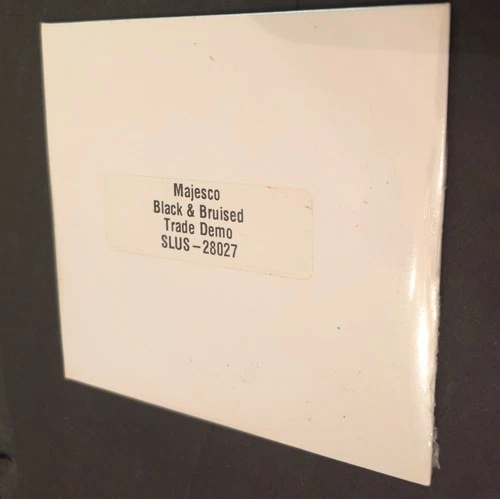 Majesco
Black & Bruised
Trade Demo
SLUS-28027